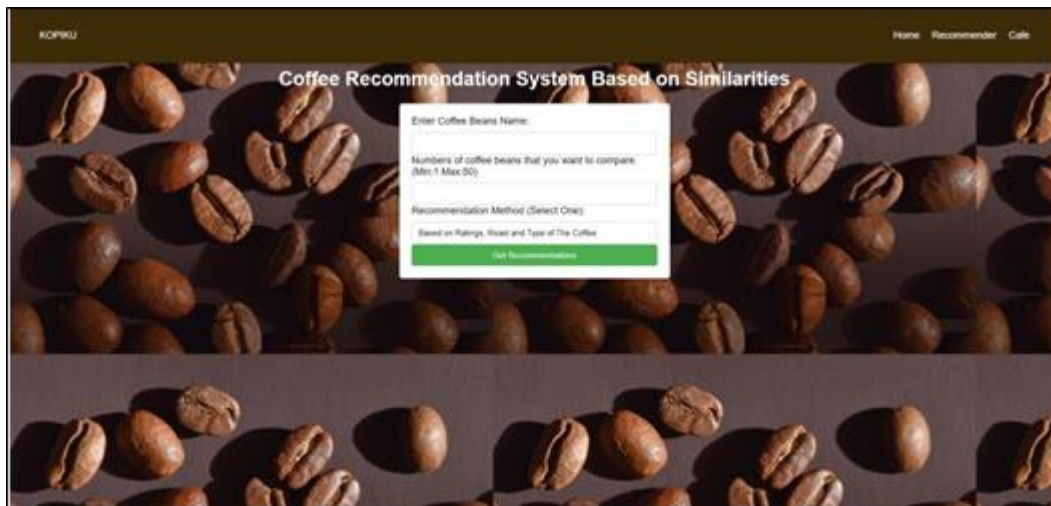 KOPIKU
Home Recommender Cafe
Coffee Recommendation System Based on Similarities
Enter Coffee Beans Name:
Numbers of coffee beans that you want to compare.
(Min:1 Max:50)
Recommendation Method (Select One):
Based on Ratings, Roast and Type of The Coffee
Get Recommendations